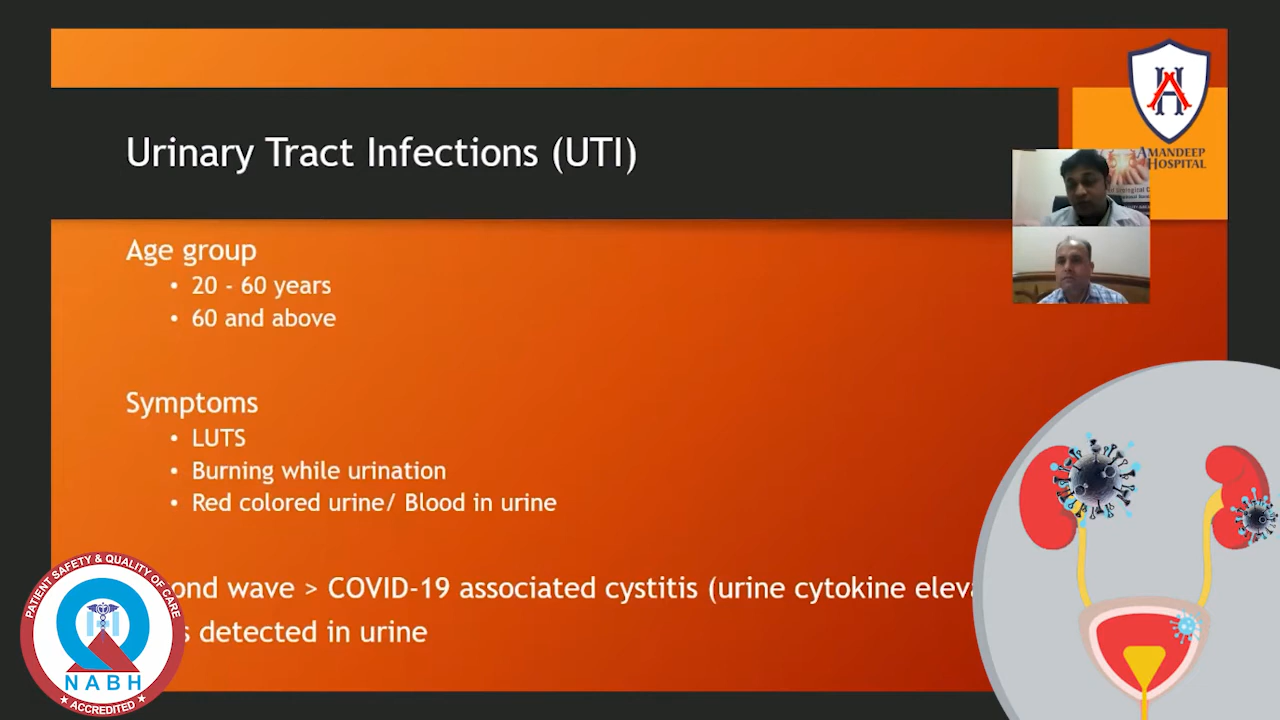 Urinary Tract Infections (UTI)
AMANDEEP
HOSPITAL
Age group
• 20 - 60 years
• 60 and above
Symptoms
• LUTS
• Burning while urination
• Red colored urine/ Blood in urine
ond wave > COVID-19 associated cystitis (urine cytokine eleva
s detected in urine
PATIENT SAFETY & QUALITY OF CARE
NABH
★ ACCREDITED ★